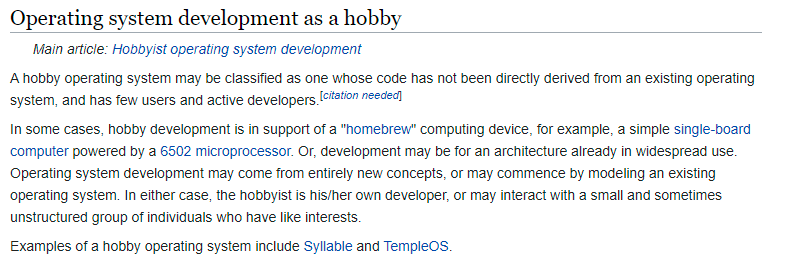 Operating system development as a hobby
Main article: Hobbyist operating system development
A hobby operating system may be classified as one whose code has not been directly derived from an existing operating
system, and has few users and active developers.[citation needed]
In some cases, hobby development is in support of a "homebrew" computing device, for example, a simple single-board
computer powered by a 6502 microprocessor. Or, development may be for an architecture already in widespread use.
Operating system development may come from entirely new concepts, or may commence by modeling an existing
operating system. In either case, the hobbyist is his/her own developer, or may interact with a small and sometimes
unstructured group of individuals who have like interests.
Examples of a hobby operating system include Syllable and TempleOS.